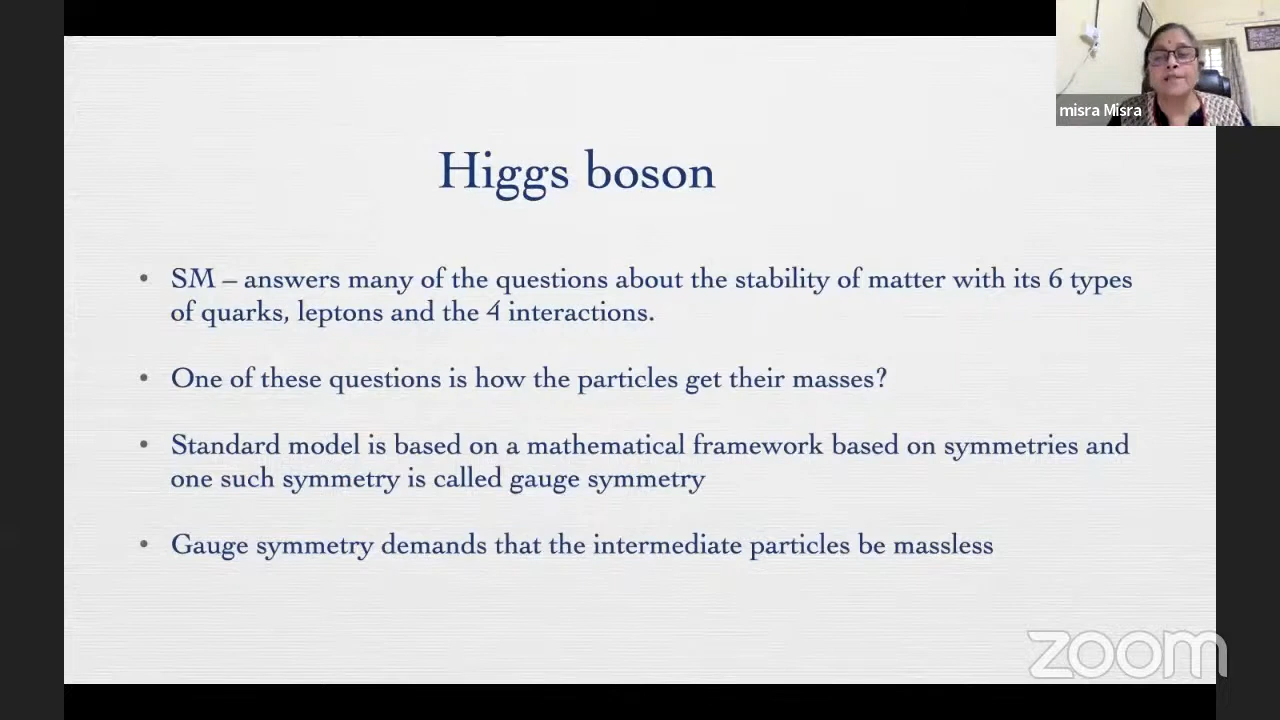 misra Misra
Higgs boson
• SM – answers many of the questions about the stability of matter with its 6 types
of quarks, leptons and the 4 interactions.
• One of these questions is how the particles get their masses?
• Standard model is based on a mathematical framework based on symmetries and
one such symmetry is called gauge symmetry
• Gauge symmetry demands that the intermediate particles be massless
zoom